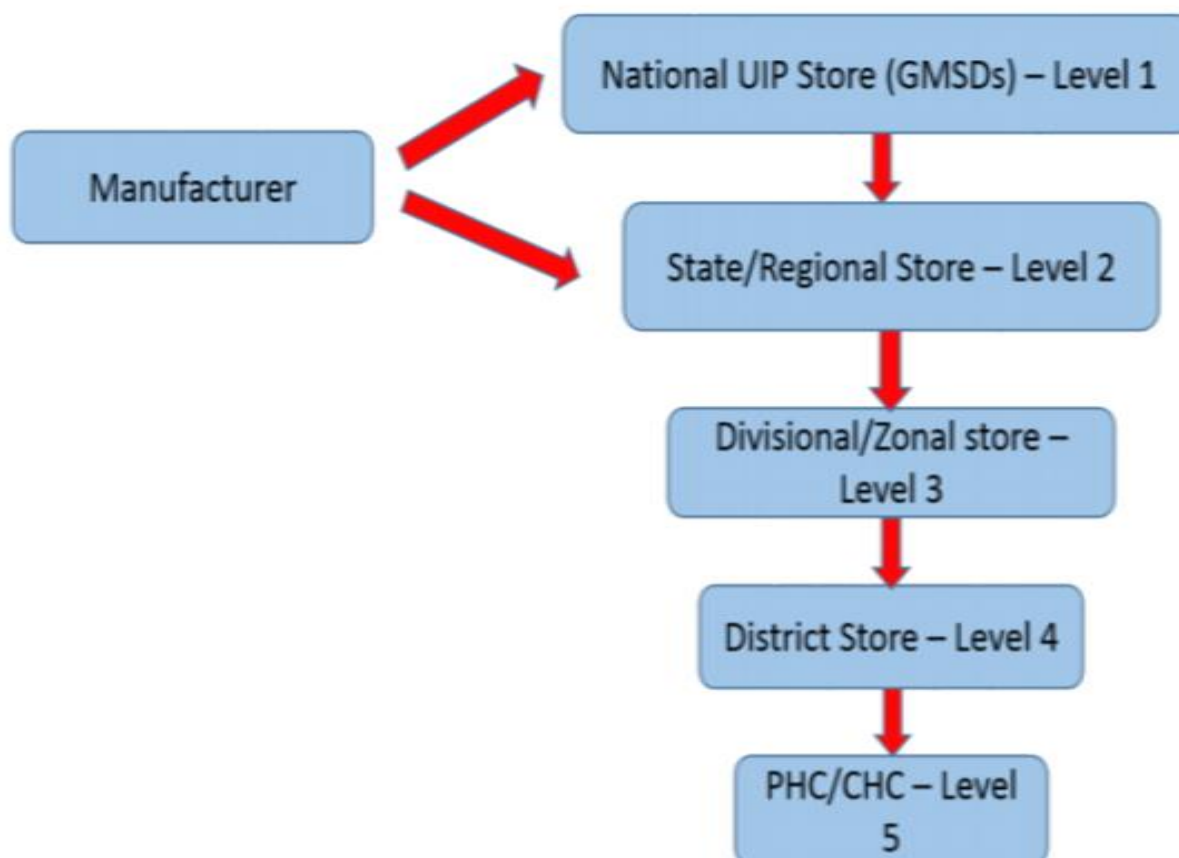 National UIP Store (GMSDs) – Level 1
Manufacturer
State/Regional Store – Level 2
Divisional/Zonal store –
Level 3
District Store – Level 4
PHC/CHC – Level
5